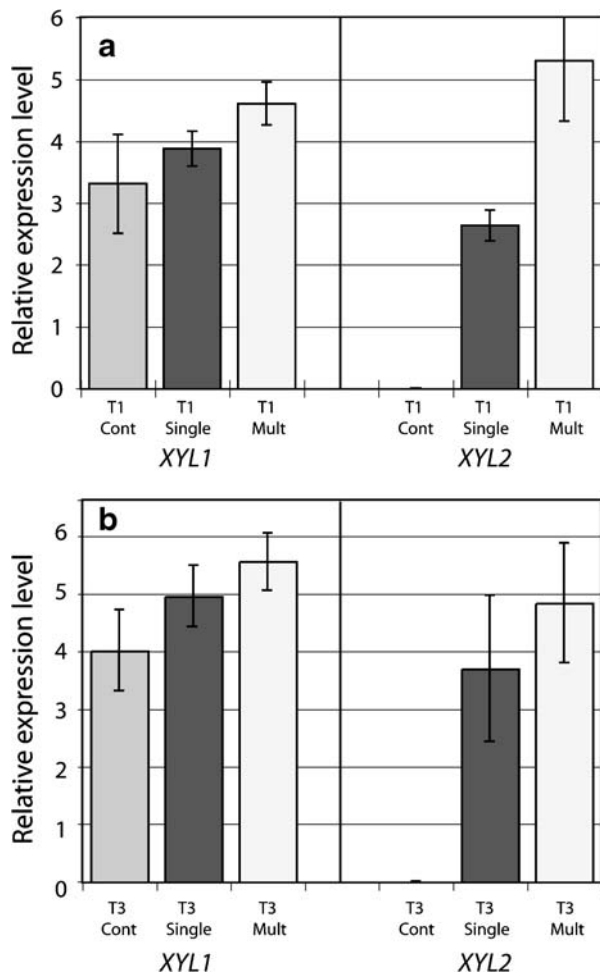 a
Relative expression level
6
5
4
3
2
1
0
T1 T1 T1 T1 T1 T1
Cont Single Mult Cont Single Mult
XYL1 XYL2
b
Relative expression level
6
5
4
3
2
1
0
T3 T3 T3 T3 T3 T3
Cont Single Mult Cont Single Mult
XYL1 XYL2